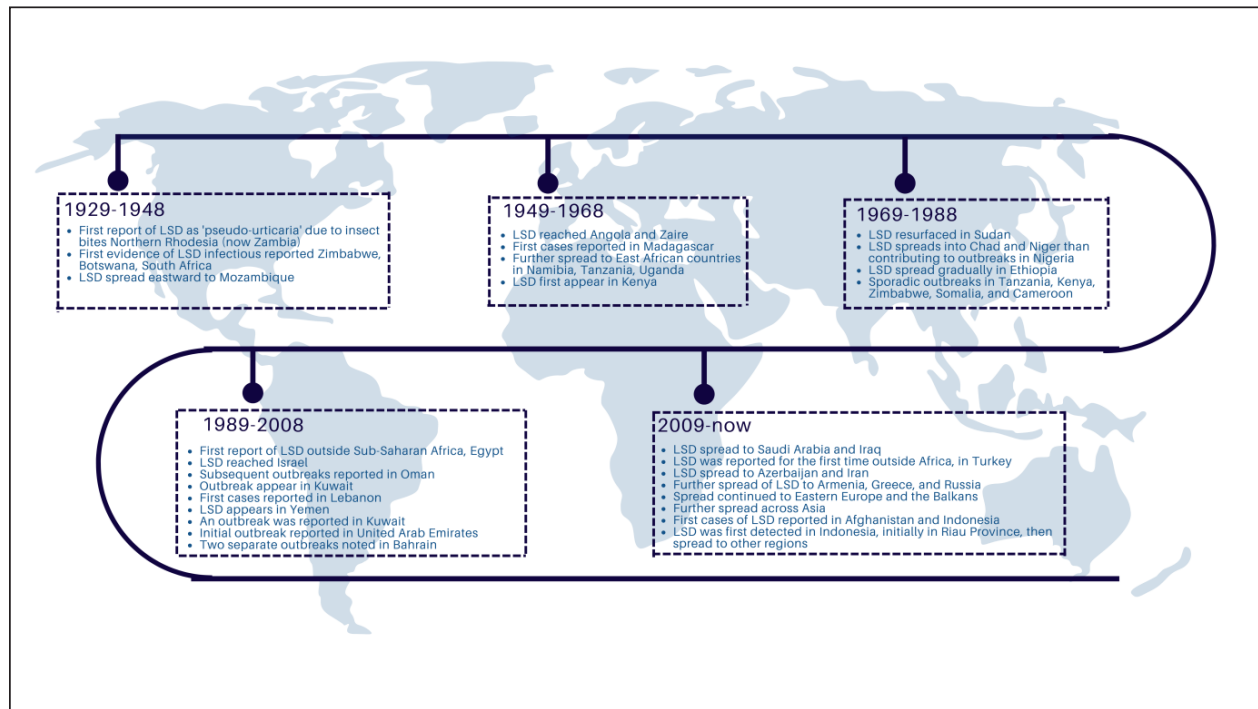 1929-1948
• First report of LSD as 'pseudo-urticaria' due to insect
bites Northern Rhodesia (now Zambia)
• First evidence of LSD infectious reported Zimbabwe,
Botswana, South Africa
• LSD spread eastward to Mozambique
1949-1968
• LSD reached Angola and Zaire
• First cases reported in Madagascar
• Further spread to East African countries
in Namibia, Tanzania, Uganda
• LSD first appear in Kenya
1969-1988
• LSD resurfaced in Sudan
• LSD spreads into Chad and Niger than
contributing to outbreaks in Nigeria
• LSD spread gradually in Ethiopia
• Sporadic outbreaks in Tanzania, Kenya,
Zimbabwe, Somalia, and Cameroon
1989-2008
• First report of LSD outside Sub-Saharan Africa, Egypt
• LSD reached Israel
• Subsequent outbreaks reported in Oman
• Outbreak appear in Kuwait
• First cases reported in Lebanon
• LSD appears in Yemen
• An outbreak was reported in Kuwait
• Initial outbreak reported in United Arab Emirates
• Two separate outbreaks noted in Bahrain
2009-now
• LSD spread to Saudi Arabia and Iraq
• LSD was reported for the first time outside Africa, in Turkey
• LSD spread to Azerbaijan and Iran
• Further spread of LSD to Armenia, Greece, and Russia
• Spread continued to Eastern Europe and the Balkans
• Further spread across Asia
• First cases of LSD reported in Afghanistan and Indonesia
• LSD was first detected in Indonesia, initially in Riau Province, then
spread to other regions